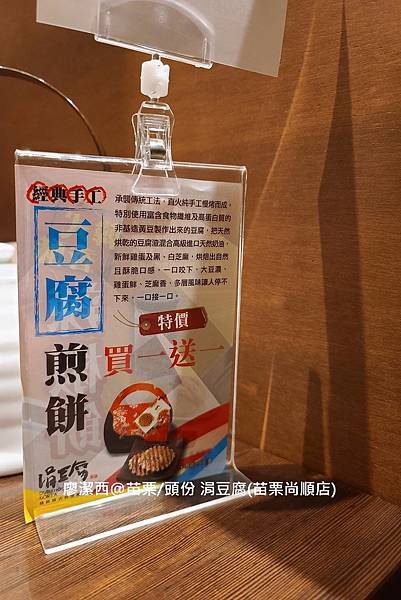 經典手工
豆腐
煎餅
承襲傳統工法，直火純手工慢烤而成。
特別使用富含食物纖維及高蛋白質的
非基造黃豆製作出來的豆腐，把天然
烘乾的豆腐渣混合高級進口天然奶油，
新鮮雞蛋及黑、白芝麻，烘焙出自然
且酥脆口感，一口咬下，大豆濃、
雞蛋鮮、芝麻香，多層風味讓人停不
下來，一口接一口。
特價
買一送一
涓豆腐
廖潔西@苗栗/頭份 涓豆腐(苗栗尚順店)